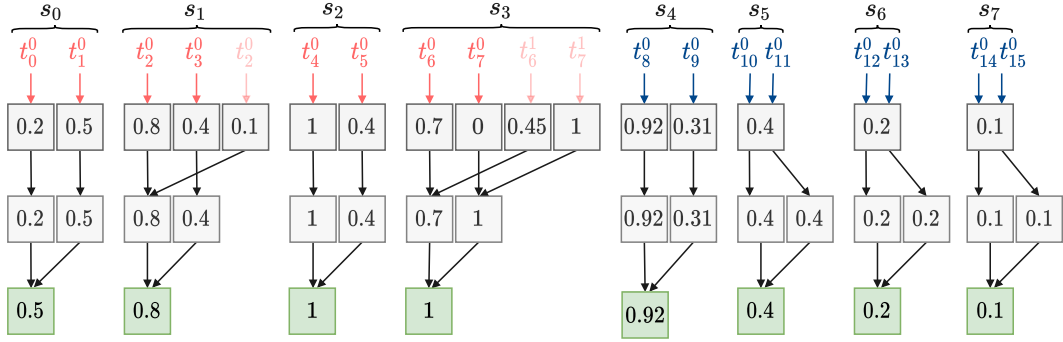 s₀ s₁ s₂ s₃ s₄ s₅ s₆ s₇
t₀⁰ t₁⁰ t₂⁰ t₃⁰ t₂⁰ t₄⁰ t₅⁰ t₆⁰ t₇⁰ t₆¹ t₇¹ t₈⁰ t₉⁰ t₁₀⁰ t₁₁⁰ t₁₂⁰ t₁₃⁰ t₁₄⁰ t₁₅⁰
0.2 0.5 0.8 0.4 0.1 1 0.4 0.7 0 0.45 1 0.92 0.31 0.4 0.2 0.1
0.2 0.5 0.8 0.4 1 0.4 0.7 1 0.92 0.31 0.4 0.4 0.2 0.2 0.1 0.1
0.5 0.8 1 1 0.92 0.4 0.2 0.1